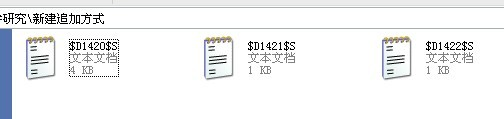 研究\新建追加方式
$D1420$S
文本文档
4 KB
$D1421$S
文本文档
1 KB
$D1422$S
文本文档
1 KB